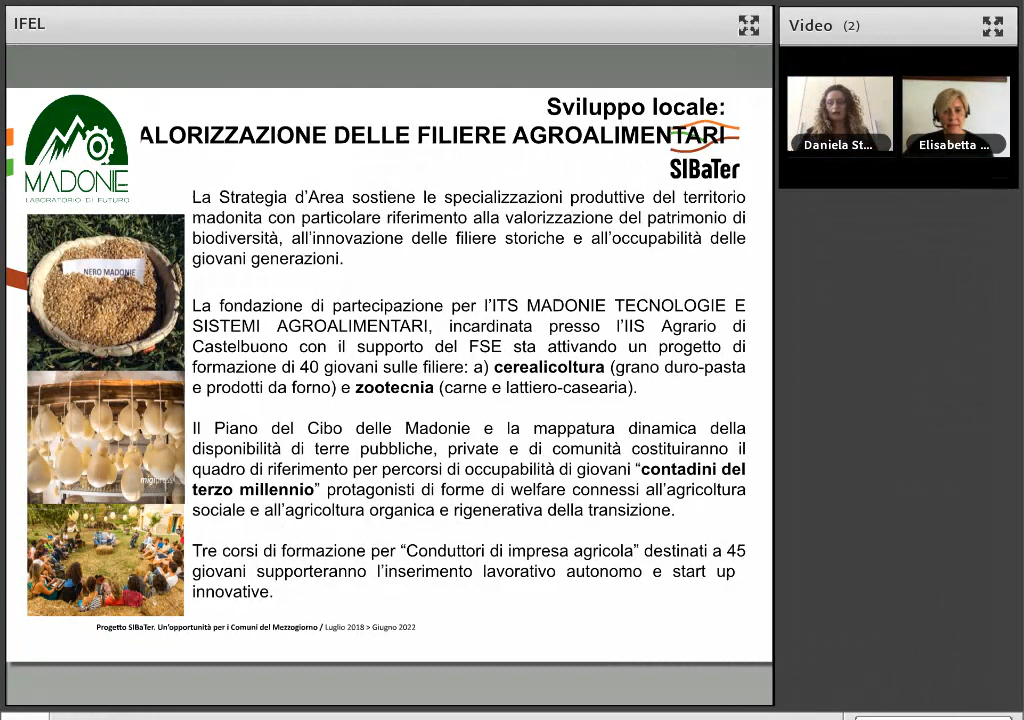 IFEL
Video (2)
Daniela St...
Elisabetta ...
Sviluppo locale:
ALORIZZAZIONE DELLE FILIERE AGROALIMENTARI
SIBaTer
MADONIE
LABORATORIO DI FUTURO
NERO MADONIE
migipress
La Strategia d’Area sostiene le specializzazioni produttive del territorio
madonita con particolare riferimento alla valorizzazione del patrimonio di
biodiversità, all’innovazione delle filiere storiche e all’occupabilità delle
giovani generazioni.
La fondazione di partecipazione per l’ITS MADONIE TECNOLOGIE E
SISTEMI AGROALIMENTARI, incardinata presso l’IIS Agrario di
Castelbuono con il supporto del FSE sta attivando un progetto di
formazione di 40 giovani sulle filiere: a) cerealicoltura (grano duro-pasta
e prodotti da forno) e zootecnia (carne e lattiero-casearia).
Il Piano del Cibo delle Madonie e la mappatura dinamica della
disponibilità di terre pubbliche, private e di comunità costituiranno il
quadro di riferimento per percorsi di occupabilità di giovani “contadini del
terzo millennio” protagonisti di forme di welfare connessi all’agricoltura
sociale e all’agricoltura organica e rigenerativa della transizione.
Tre corsi di formazione per “Conduttori di impresa agricola” destinati a 45
giovani supporteranno l’inserimento lavorativo autonomo e start up
innovative.
Progetto SIBaTer. Un’opportunità per i Comuni del Mezzogiorno / Luglio 2018 > Giugno 2022